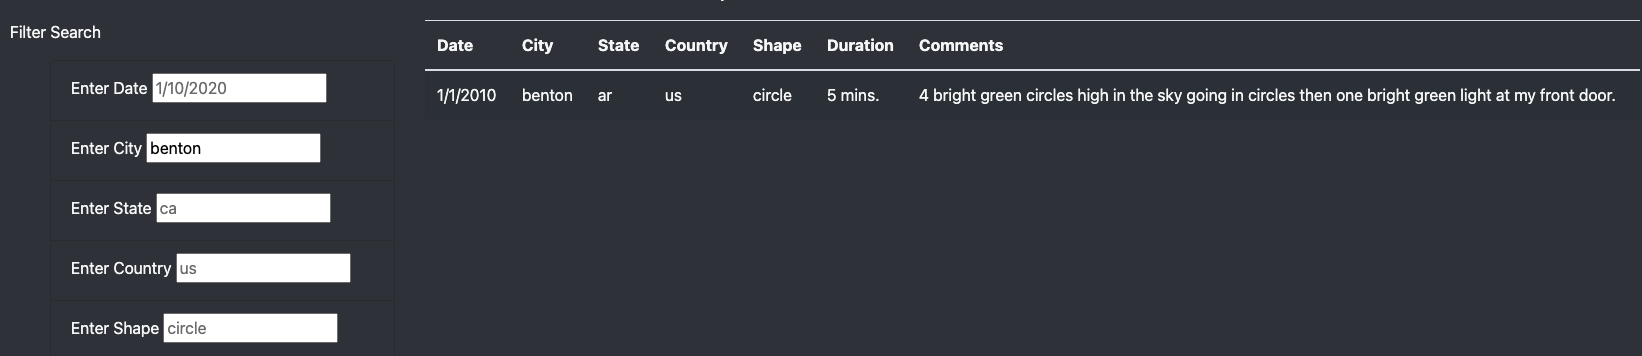 Filter Search
Enter Date 1/10/2020
Enter City benton
Enter State ca
Enter Country us
Enter Shape circle
Date City State Country Shape Duration Comments
1/1/2010 benton ar us circle 5 mins. 4 bright green circles high in the sky going in circles then one bright green light at my front door.